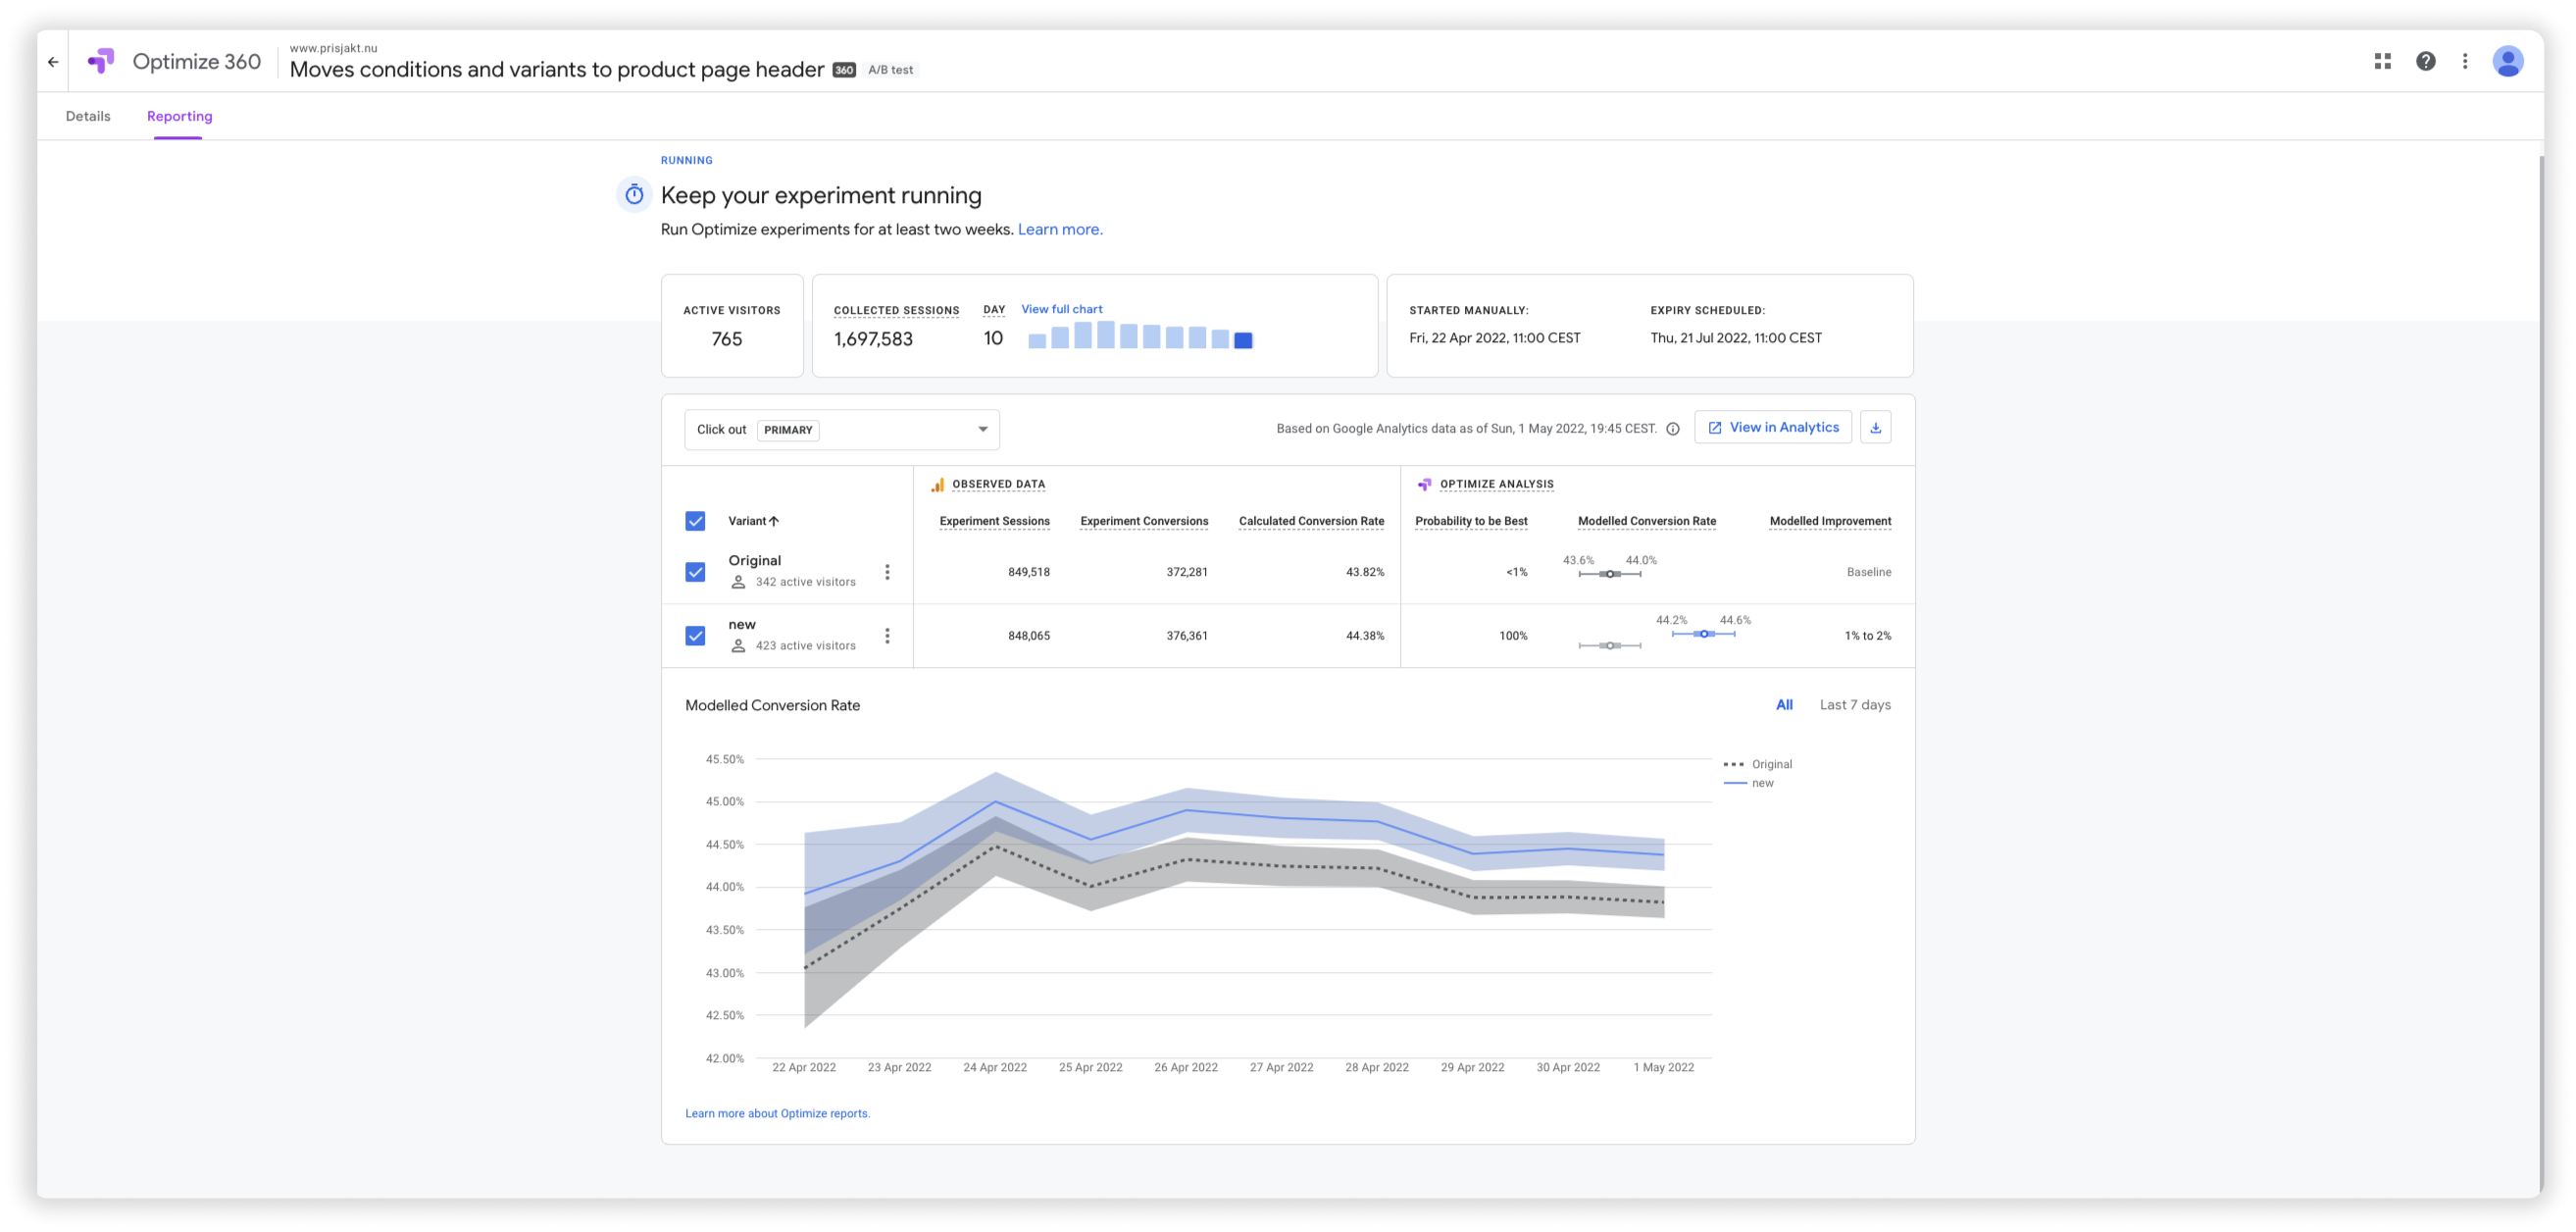 www.prisjakt.nu
Optimize 360
Moves conditions and variants to product page header 360 A/B test
Details Reporting
RUNNING
Keep your experiment running
Run Optimize experiments for at least two weeks. Learn more.
ACTIVE VISITORS
765
COLLECTED SESSIONS
1,697,583
DAY
10
View full chart
STARTED MANUALLY:
Fri, 22 Apr 2022, 11:00 CEST
EXPIRY SCHEDULED:
Thu, 21 Jul 2022, 11:00 CEST
Click out PRIMARY
Based on Google Analytics data as of Sun, 1 May 2022, 19:45 CEST.
View in Analytics
OBSERVED DATA
OPTIMIZE ANALYSIS
Variant Experiment Sessions Experiment Conversions Calculated Conversion Rate Probability to be Best Modelled Conversion Rate Modelled Improvement
Original
342 active visitors
849,518 372,281 43.82% <1% 43.6% 44.0% Baseline
new
423 active visitors
848,065 376,361 44.38% 100% 44.2% 44.6% 1% to 2%
Modelled Conversion Rate
All Last 7 days
45.50%
45.00%
44.50%
44.00%
43.50%
43.00%
42.50%
42.00%
Original
new
22 Apr 2022 23 Apr 2022 24 Apr 2022 25 Apr 2022 26 Apr 2022 27 Apr 2022 28 Apr 2022 29 Apr 2022 30 Apr 2022 1 May 2022
Learn more about Optimize reports.